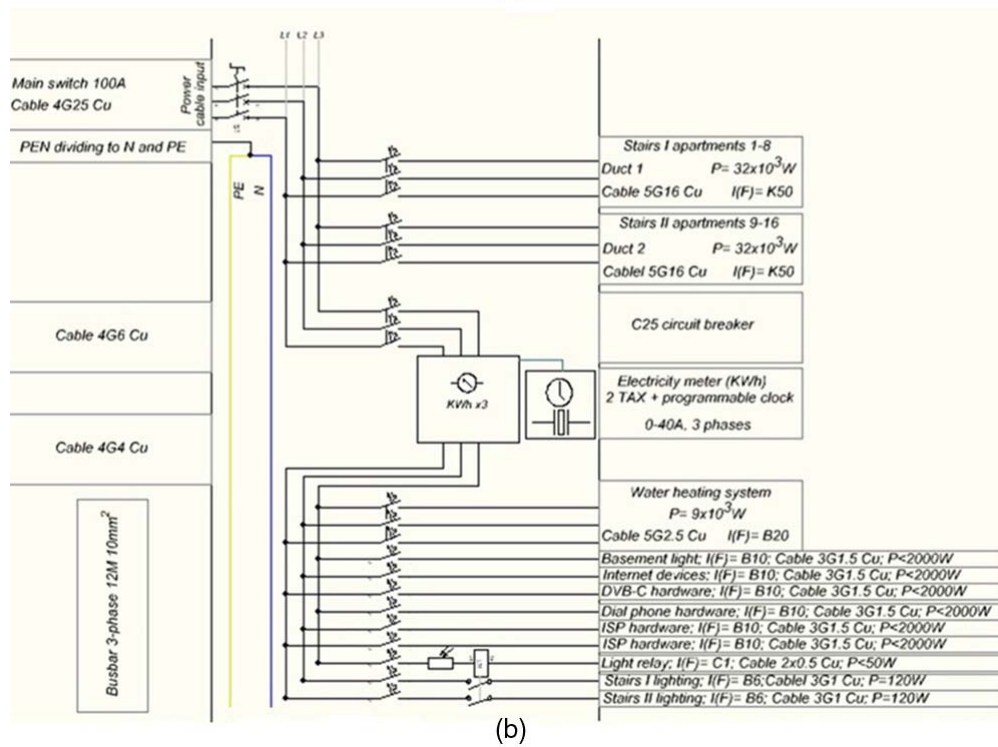 L1 L2 L3
Main switch 100A
Cable 4G25 Cu
Power
cable input
PEN dividing to N and PE
PE
N
Stairs I apartments 1-8
Duct 1 P= 32x10³W
Cable 5G16 Cu I(F)= K50
Stairs II apartments 9-16
Duct 2 P= 32x10³W
Cablel 5G16 Cu I(F)= K50
Cable 4G6 Cu
C25 circuit breaker
KWh x3
Electricity meter (KWh)
2 TAX + programmable clock
0-40A, 3 phases
Cable 4G4 Cu
Busbar 3-phase 12M 10mm²
Water heating system
P= 9x10³W
Cable 5G2.5 Cu I(F)= B20
Basement light; I(F)= B10; Cable 3G1.5 Cu; P<2000W
Internet devices; I(F)= B10; Cable 3G1.5 Cu; P<2000W
DVB-C hardware; I(F)= B10; Cable 3G1.5 Cu; P<2000W
Dial phone hardware; I(F)= B10; Cable 3G1.5 Cu; P<2000W
ISP hardware; I(F)= B10; Cable 3G1.5 Cu; P<2000W
ISP hardware; I(F)= B10; Cable 3G1.5 Cu; P<2000W
Light relay; I(F)= C1; Cable 2x0.5 Cu; P<50W
Stairs I lighting; I(F)= B6;Cablel 3G1 Cu; P=120W
Stairs II lighting; I(F)= B6; Cable 3G1 Cu; P=120W
(b)